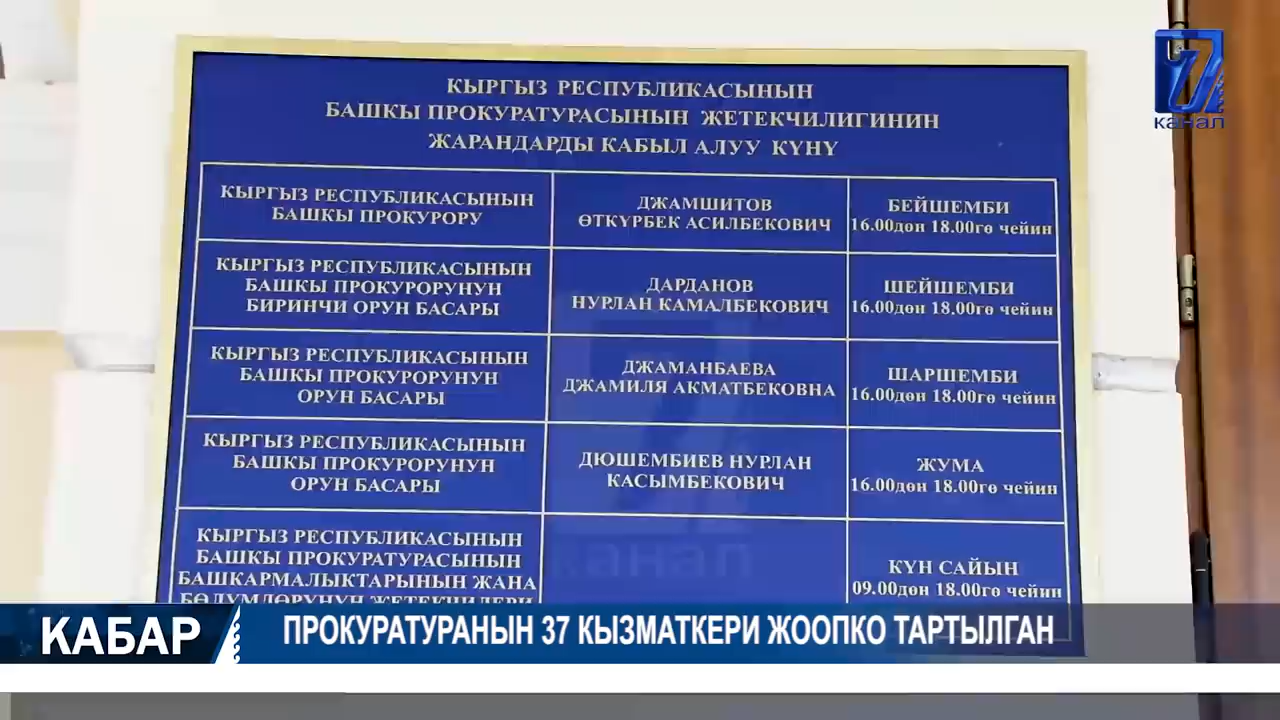 КЫРГЫЗ РЕСПУБЛИКАСЫНЫН
БАШКЫ ПРОКУРАТУРАСЫНЫН ЖЕТЕКЧИЛИГИНИН
ЖАРАНДАРДЫ КАБЫЛ АЛУУ КҮНҮ
7
канал
КЫРГЫЗ РЕСПУБЛИКАСЫНЫН
БАШКЫ ПРОКУРОРУ
ДЖАМШИТОВ
ӨТКҮРБЕК АСИЛБЕКОВИЧ
БЕЙШЕМБИ
16.00дөн 18.00гө чейин
КЫРГЫЗ РЕСПУБЛИКАСЫНЫН
БАШКЫ ПРОКУРОРУНУН
БИРИНЧИ ОРУН БАСАРЫ
ДАРДАНОВ
НУРЛАН КАМАЛБЕКОВИЧ
ШЕЙШЕМБИ
16.00дөн 18.00гө чейин
КЫРГЫЗ РЕСПУБЛИКАСЫНЫН
БАШКЫ ПРОКУРОРУНУН
ОРУН БАСАРЫ
ДЖАМАНБАЕВА
ДЖАМИЛЯ АКМАТБЕКОВНА
ШАРШЕМБИ
16.00дөн 18.00гө чейин
КЫРГЫЗ РЕСПУБЛИКАСЫНЫН
БАШКЫ ПРОКУРОРУНУН
ОРУН БАСАРЫ
ДЮШЕМБИЕВ НУРЛАН
КАСЫМБЕКОВИЧ
ЖУМА
16.00дөн 18.00гө чейин
КЫРГЫЗ РЕСПУБЛИКАСЫНЫН
БАШКЫ ПРОКУРАТУРАСЫНЫН
БАШКАРМАЛЫКТАРЫНЫН ЖАНА
БӨЛҮМДӨРҮНҮН ЖЕТЕКЧИЛЕРИ
7
канал
КҮН САЙЫН
09.00дөн 18.00гө чейин
КАБАР
ПРОКУРАТУРАНЫН 37 КЫЗМАТКЕРИ ЖООПКО ТАРТЫЛГАН